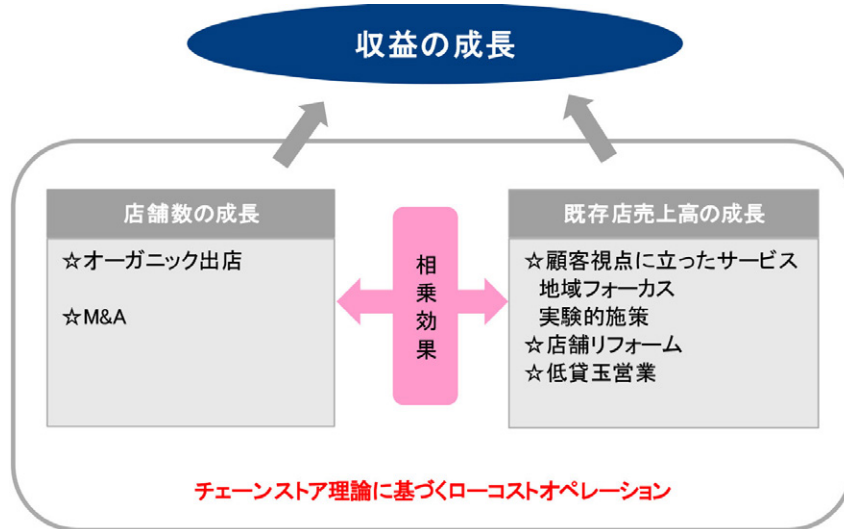 収益の成長
店舗数の成長
☆オーガニック出店
☆M&A
相乗効果
既存店売上高の成長
☆顧客視点に立ったサービス
地域フォーカス
実験的施策
☆店舗リフォーム
☆低貸玉営業
チェーンストア理論に基づくローコストオペレーション